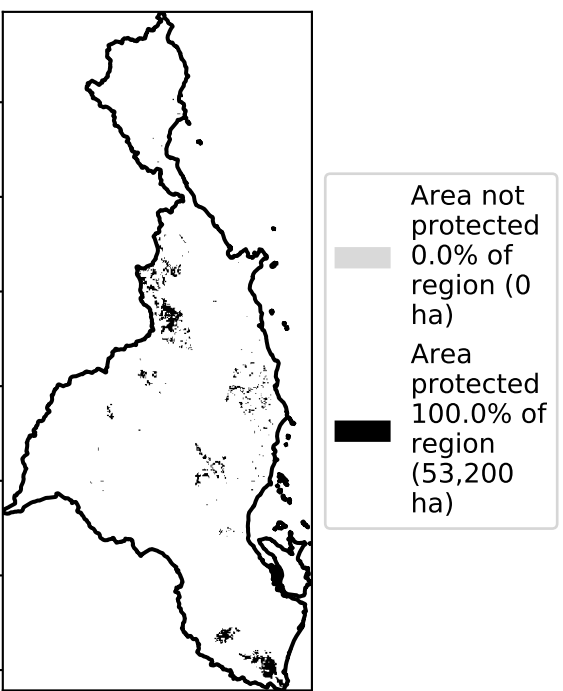 Area not
protected
0.0% of
region (0
ha)
Area
protected
100.0% of
region
(53,200
ha)